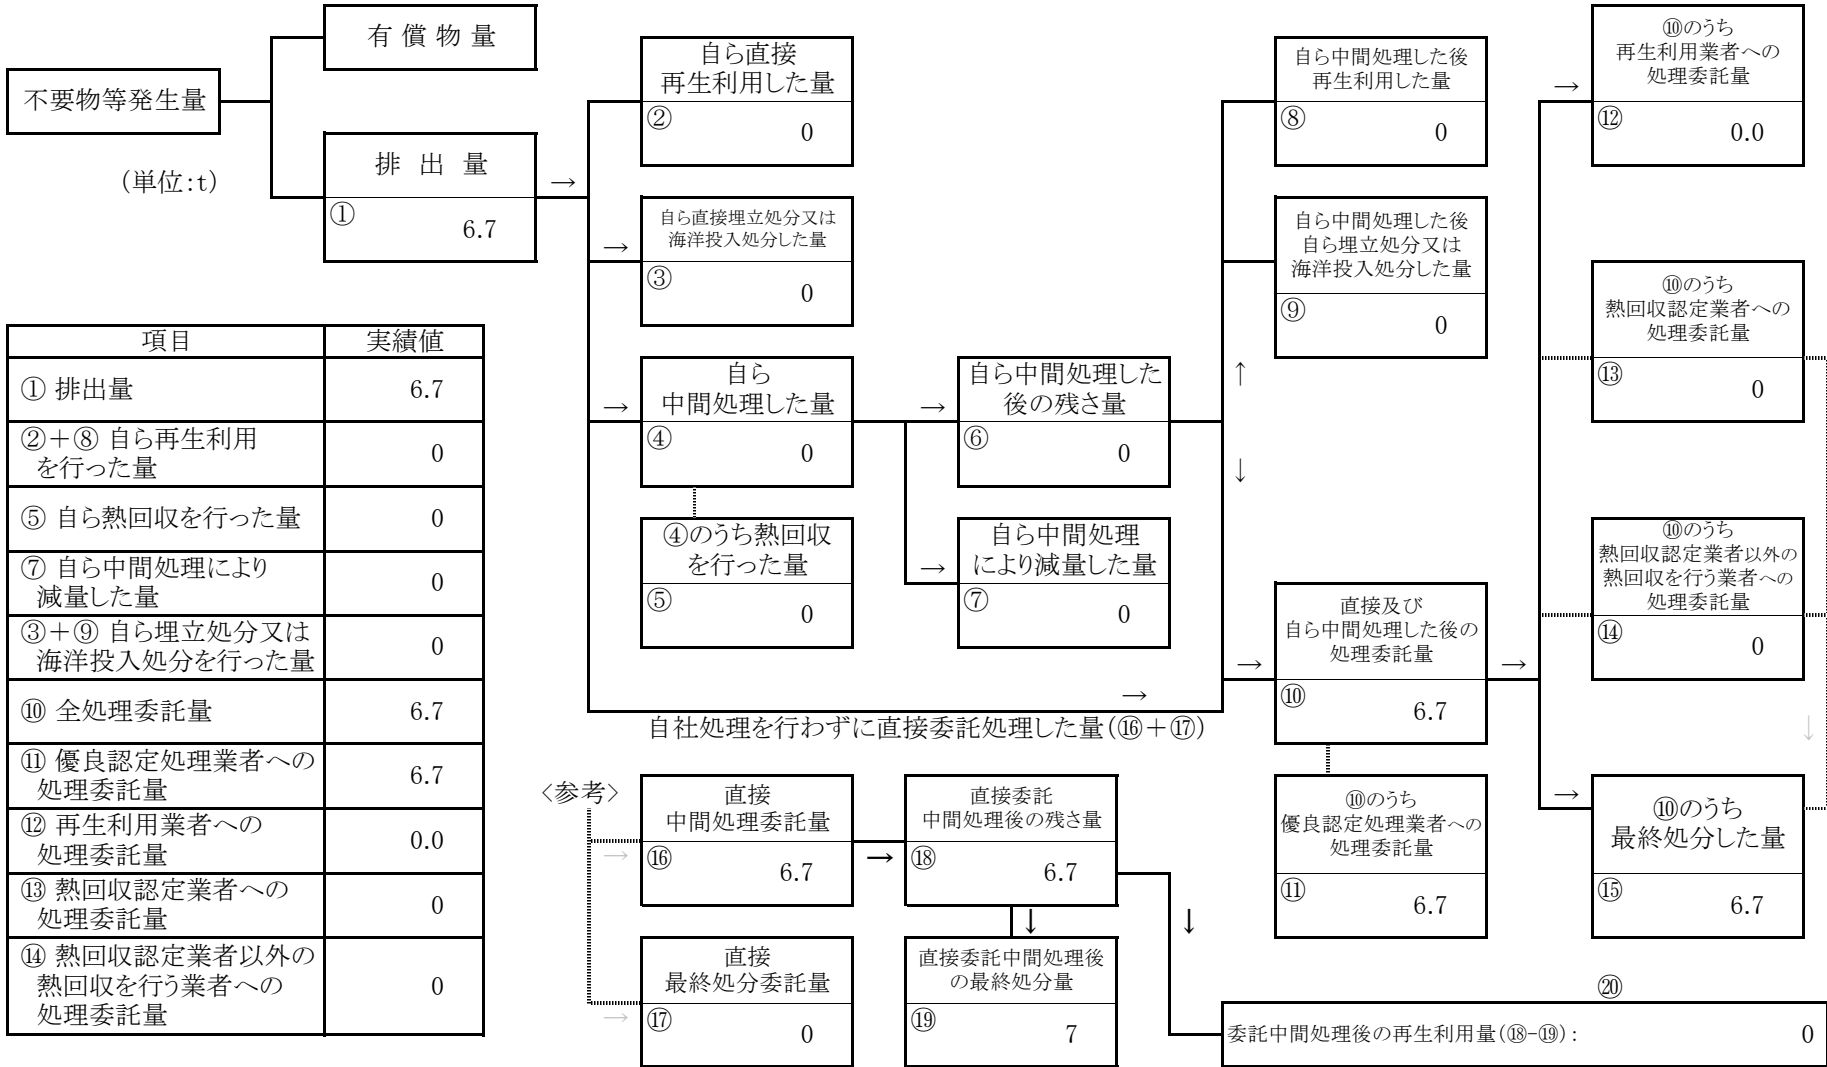 不要物等発生量
有 償 物 量
排 出 量
①
6.7
(単位:t)
→
自ら直接
再生利用した量
②
0
→
自ら直接埋立処分又は
海洋投入処分した量
③
0
→
自ら
中間処理した量
④
0
④のうち熱回収
を行った量
⑤
0
→
自ら中間処理した
後の残さ量
⑥
0
→
自ら中間処理
により減量した量
⑦
0
→
自社処理を行わずに直接委託処理した量(⑯+⑰)
↑
↓
自ら中間処理した後
再生利用した量
⑧
0
自ら中間処理した後
自ら埋立処分又は
海洋投入処分した量
⑨
0
→
直接及び
自ら中間処理した後の
処理委託量
⑩
6.7
⑩のうち
優良認定処理業者への
処理委託量
⑪
6.7
→
→
⑩のうち
再生利用業者への
処理委託量
⑫
0.0
⑩のうち
熱回収認定業者への
処理委託量
⑬
0
⑩のうち
熱回収認定業者以外の
熱回収を行う業者への
処理委託量
⑭
0
↓
→
⑩のうち
最終処分した量
⑮
6.7
項目 実績値
① 排出量 6.7
②+⑧ 自ら再生利用
を行った量 0
⑤ 自ら熱回収を行った量 0
⑦ 自ら中間処理により
減量した量 0
③+⑨ 自ら埋立処分又は
海洋投入処分を行った量 0
⑩ 全処理委託量 6.7
⑪ 優良認定処理業者への
処理委託量 6.7
⑫ 再生利用業者への
処理委託量 0.0
⑬ 熱回収認定業者への
処理委託量 0
⑭ 熱回収認定業者以外の
熱回収を行う業者への
処理委託量 0
<参考>
→
直接
中間処理委託量
⑯
6.7
→
直接委託
中間処理後の残さ量
⑱
6.7
→
直接
最終処分委託量
⑰
0
↓
直接委託中間処理後
の最終処分量
⑲
7
↓
⑳
委託中間処理後の再生利用量(⑱-⑲): 0